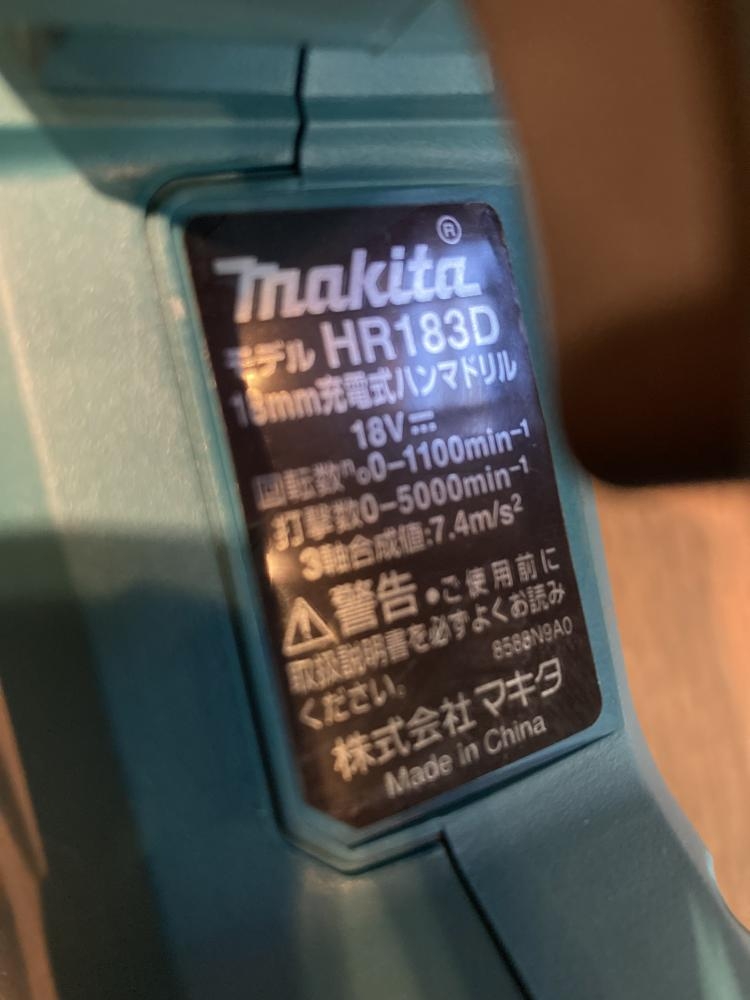 makita®
モデル HR183D
18mm充電式ハンマドリル
18V⎓
回転数n₀0-1100min⁻¹
打撃数0-5000min⁻¹
3軸合成値:7.4m/s²
⚠警告 •ご使用前に
取扱説明書を必ずよくお読み
ください。
8568N9A0
株式会社マキタ
Made in China